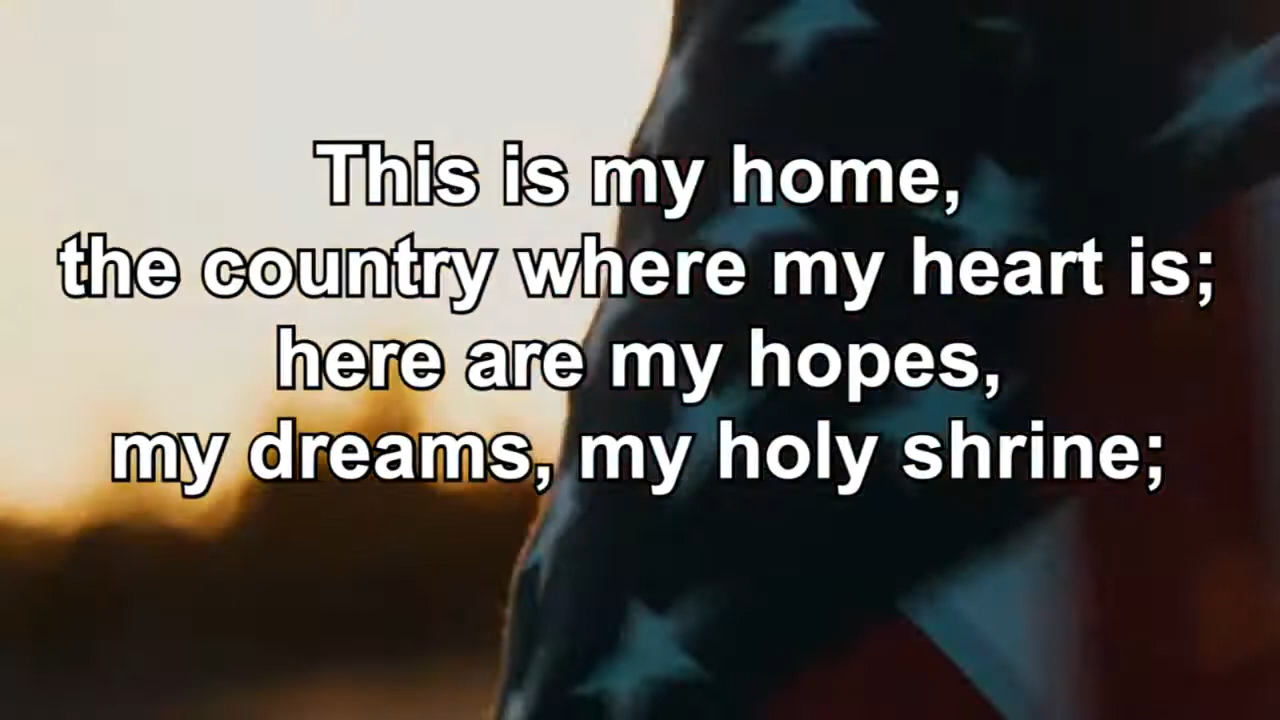 This is my home,
the country where my heart is;
here are my hopes,
my dreams, my holy shrine;